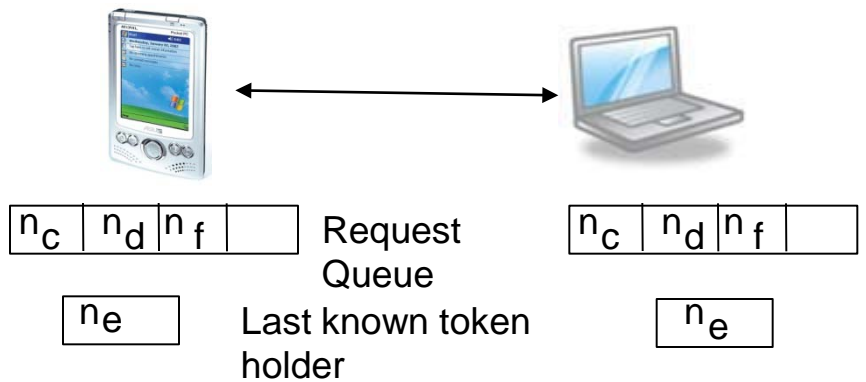 n_c n_d n_f
Request
Queue
n_c n_d n_f
n_e
Last known token
holder
n_e